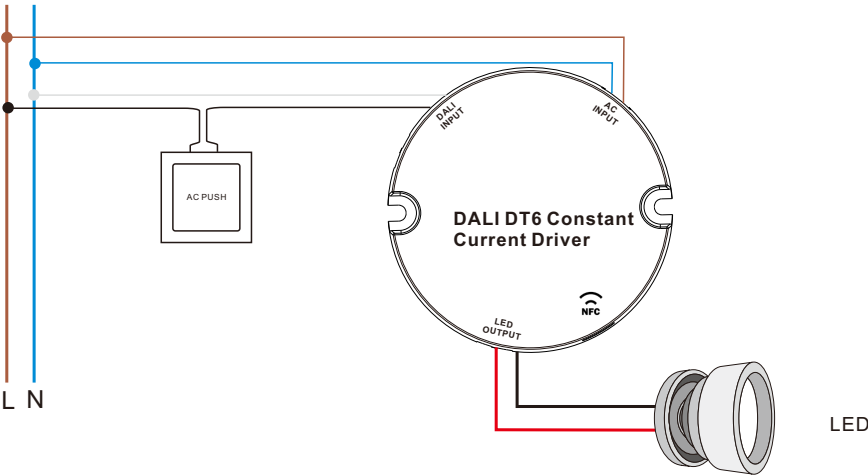 DALI
INPUT
AC
INPUT
AC PUSH
DALI DT6 Constant
Current Driver
NFC
LED
OUTPUT
L N
LED